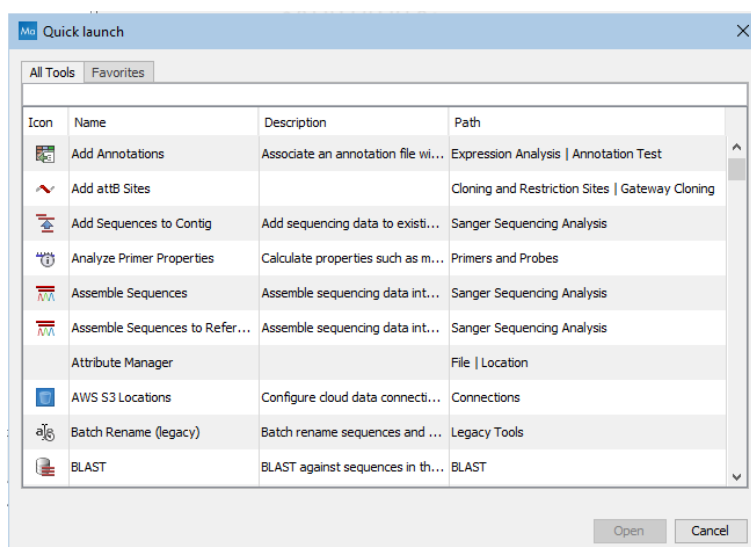 Ma Quick launch
All Tools Favorites
Icon Name Description Path
Add Annotations Associate an annotation file wi... Expression Analysis | Annotation Test
Add attB Sites Cloning and Restriction Sites | Gateway Cloning
Add Sequences to Contig Add sequencing data to existi... Sanger Sequencing Analysis
Analyze Primer Properties Calculate properties such as m... Primers and Probes
Assemble Sequences Assemble sequencing data int... Sanger Sequencing Analysis
Assemble Sequences to Refer... Assemble sequencing data int... Sanger Sequencing Analysis
Attribute Manager File | Location
AWS S3 Locations Configure cloud data connecti... Connections
Batch Rename (legacy) Batch rename sequences and ... Legacy Tools
BLAST BLAST against sequences in th... BLAST
Open Cancel